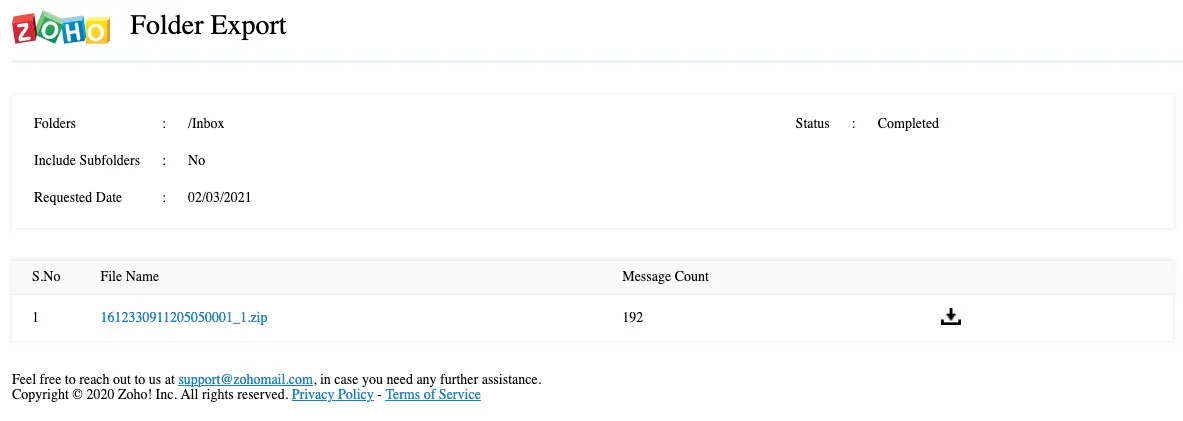 ZOHO Folder Export
Folders : /Inbox Status : Completed
Include Subfolders : No
Requested Date : 02/03/2021
S.No File Name Message Count
1 1612330911205050001_1.zip 192
Feel free to reach out to us at support@zohomail.com, in case you need any further assistance.
Copyright © 2020 Zoho! Inc. All rights reserved. Privacy Policy - Terms of Service